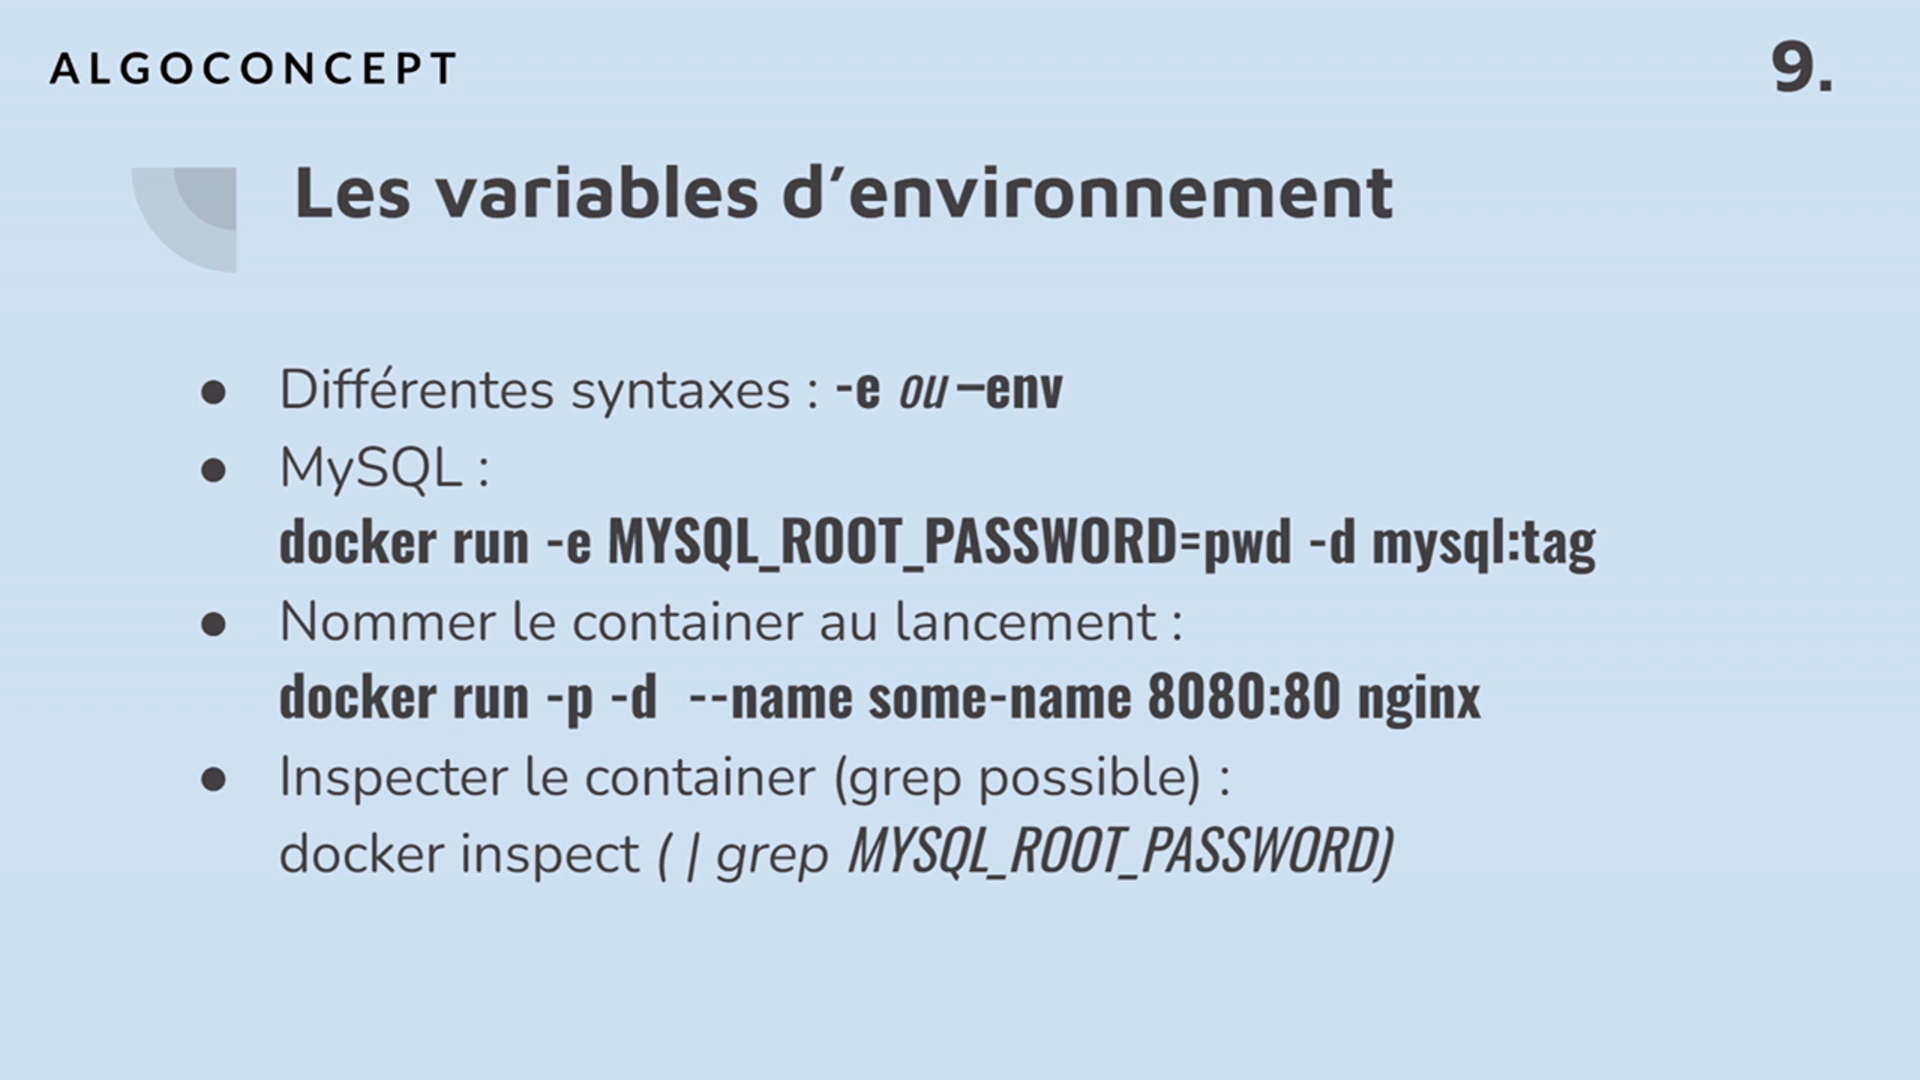 ALGOCONCEPT
9.
Les variables d’environnement
● Différentes syntaxes : -e ou –env
● MySQL :
docker run -e MYSQL_ROOT_PASSWORD=pwd -d mysql:tag
● Nommer le container au lancement :
docker run -p -d  --name some-name 8080:80 nginx
● Inspecter le container (grep possible) :
docker inspect ( | grep MYSQL_ROOT_PASSWORD)